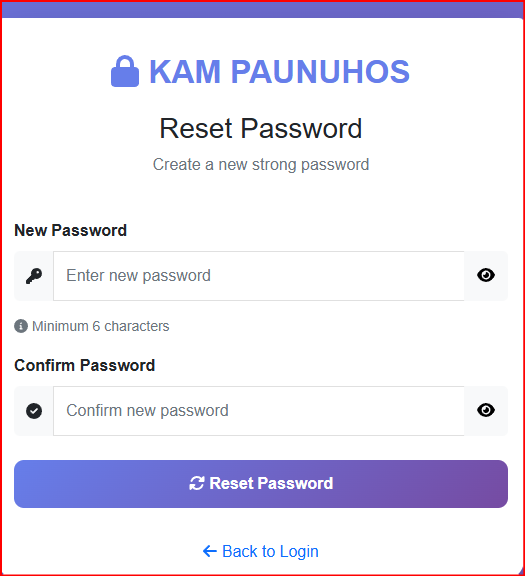 KAM PAUNUHOS
Reset Password
Create a new strong password
New Password
Enter new password
Minimum 6 characters
Confirm Password
Confirm new password
Reset Password
Back to Login